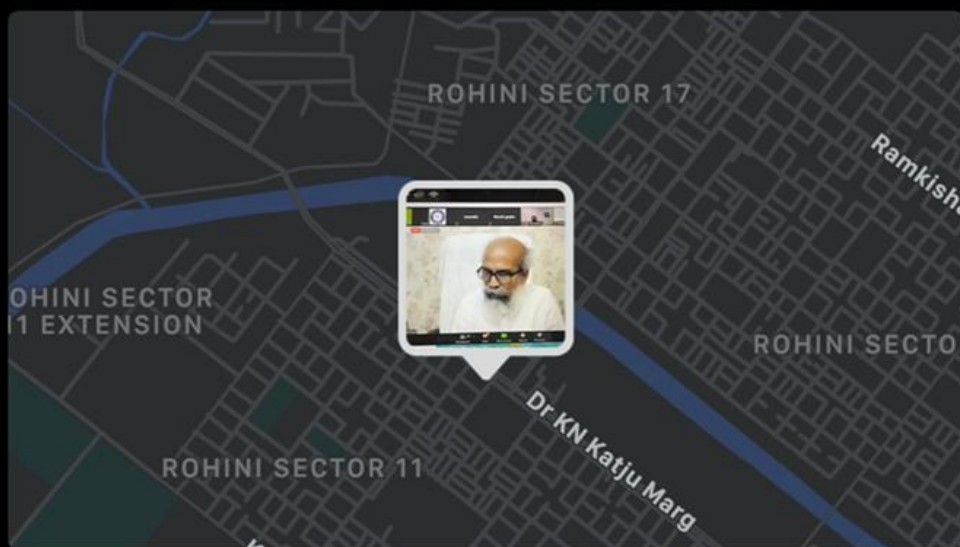 ROHINI SECTOR 17
Ramkisha
OHINI SECTOR
11 EXTENSION
ROHINI SECTO
Dr KN Katju Marg
ROHINI SECTOR 11
K